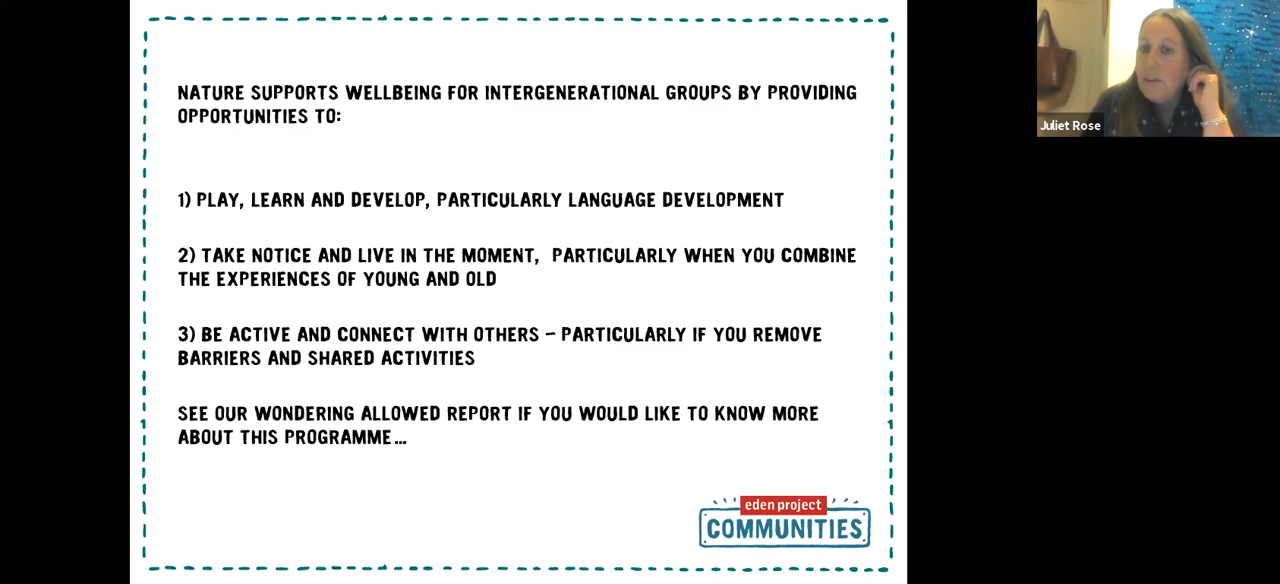 NATURE SUPPORTS WELLBEING FOR INTERGENERATIONAL GROUPS BY PROVIDING
OPPORTUNITIES TO:
1) PLAY, LEARN AND DEVELOP, PARTICULARLY LANGUAGE DEVELOPMENT
2) TAKE NOTICE AND LIVE IN THE MOMENT,  PARTICULARLY WHEN YOU COMBINE
THE EXPERIENCES OF YOUNG AND OLD
3) BE ACTIVE AND CONNECT WITH OTHERS – PARTICULARLY IF YOU REMOVE
BARRIERS AND SHARED ACTIVITIES
SEE OUR WONDERING ALLOWED REPORT IF YOU WOULD LIKE TO KNOW MORE
ABOUT THIS PROGRAMME...
eden project
COMMUNITIES
Juliet Rose